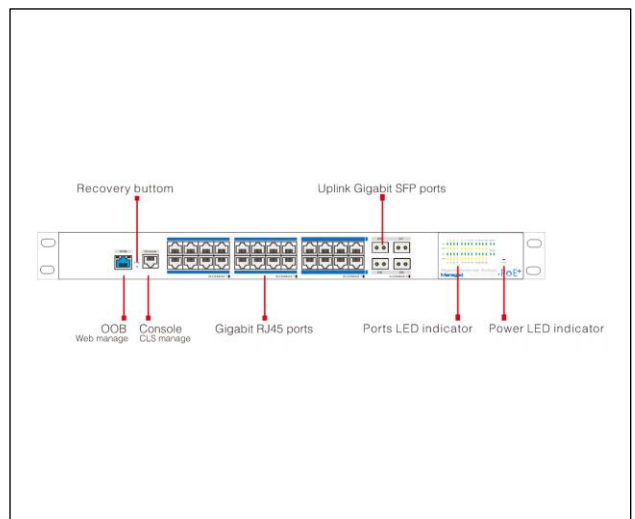 Recovery buttom
Uplink Gigabit SFP ports
PoE+
OOB
Web manage
Console
CLS manage
Gigabit RJ45 ports
Ports LED indicator
Power LED indicator